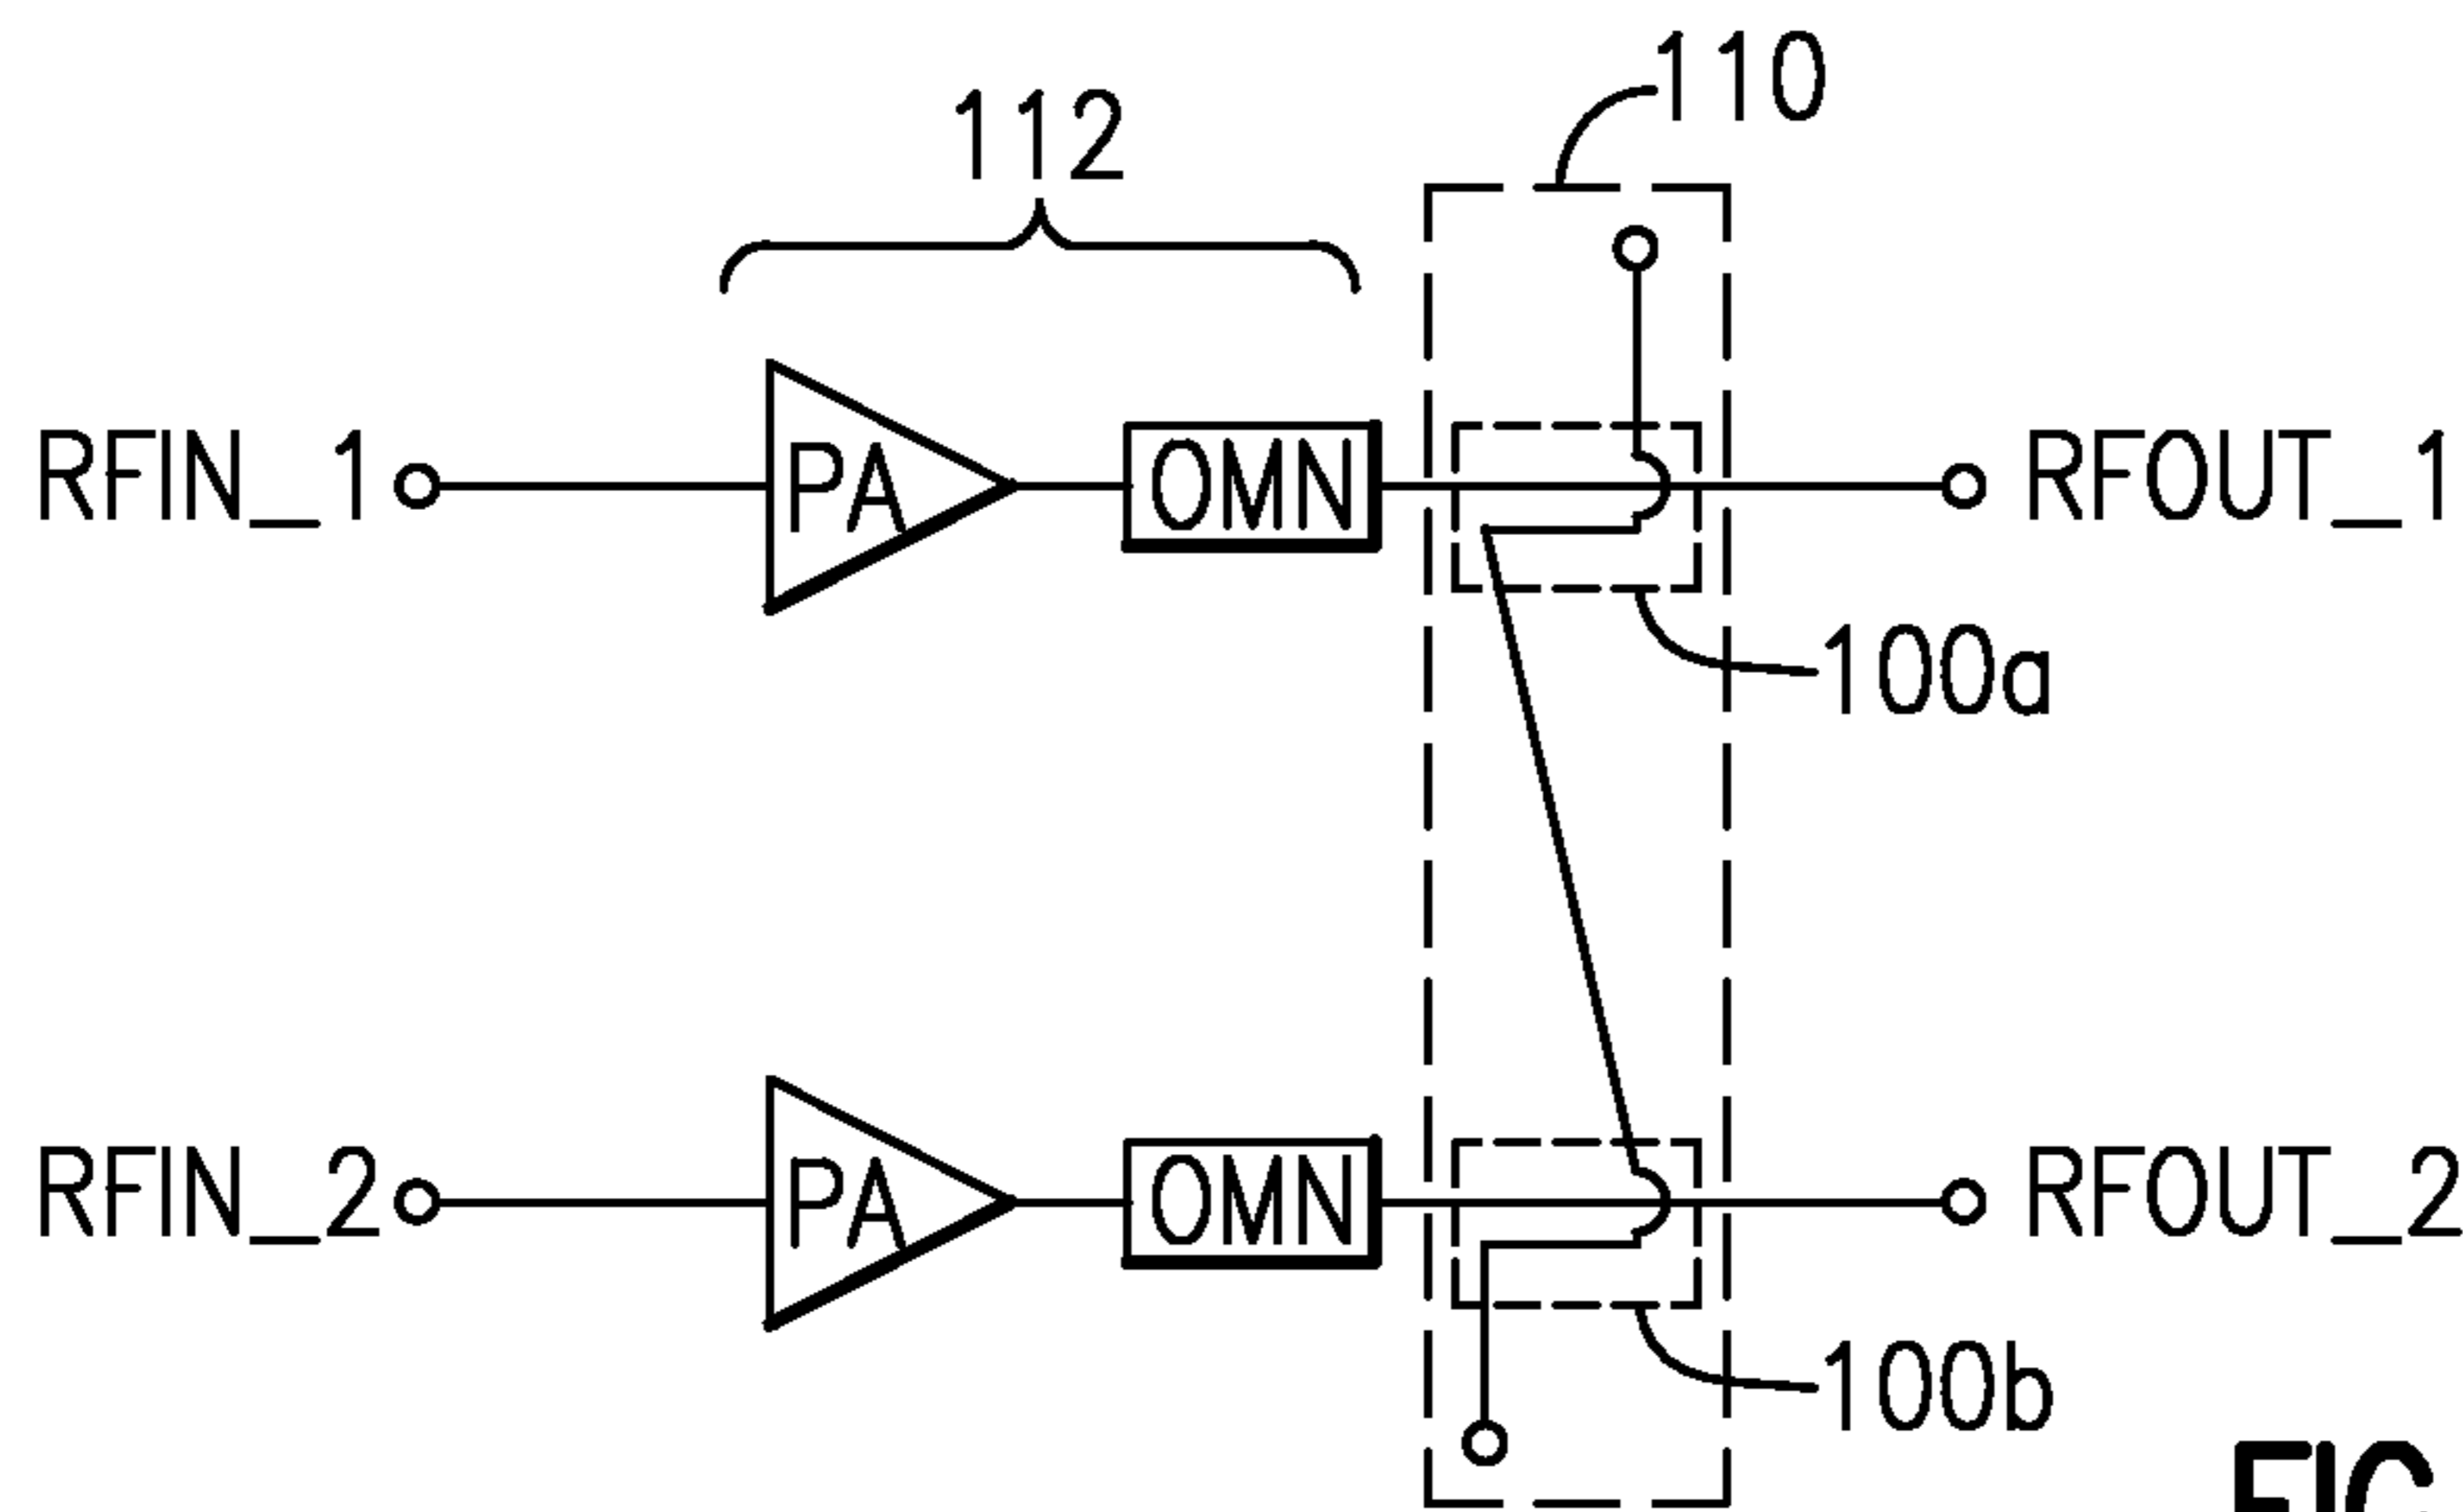 110
112
RFIN_1
PA
OMN
RFOUT_1
100a
RFIN_2
PA
OMN
RFOUT_2
100b